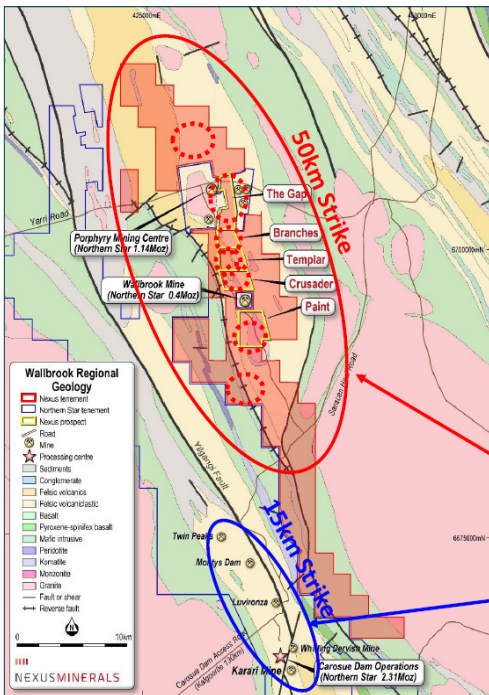 425000mE
450000mE
50km Strike
The Gap
Yarri Road
Porphyry Mining Centre
(Northern Star 1.14Moz)
Branches
6700000mN
Templar
Wallbrook Mine
(Northern Star 0.4Moz)
Crusader
Paint
Wallbrook Regional
Geology
Nexus tenement
Northern Star tenement
Nexus prospect
Road
Mine
Processing centre
Sediments
Conglomerate
Felsic volcanics
Felsic volcaniclastic
Basalt
Pyroxene-spinifex basalt
Mafic intrusive
Peridotite
Komatiite
Monzonite
Granite
Fault or shear
Reverse fault
N
0
10km
NEXUSMINERALS
Yilgangi Fault
15km Strike
6675000mN
Twin Peaks
Montys Dam
Luvironza
Carosue Dam Access Road
(Kalgoorlie 130km)
Whirling Dervish Mine
Carosue Dam Operations
(Northern Star 2.31Moz)
Karari Mine